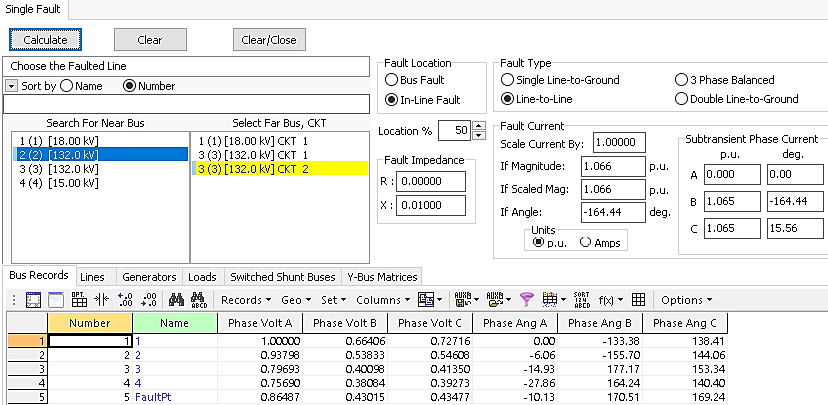 Single Fault
Calculate Clear Clear/Close
Choose the Faulted Line
Sort by Name Number
Search For Near Bus Select Far Bus, CKT
1 (1) [18.00 kV]
2 (2) [132.0 kV]
3 (3) [132.0 kV]
4 (4) [15.00 kV]
1 (1) [18.00 kV] CKT 1
3 (3) [132.0 kV] CKT 1
3 (3) [132.0 kV] CKT 2
Fault Location
Bus Fault
In-Line Fault
Location % 50
Fault Impedance
R : 0.00000
X : 0.01000
Fault Type
Single Line-to-Ground 3 Phase Balanced
Line-to-Line Double Line-to-Ground
Fault Current
Scale Current By: 1.00000
If Magnitude: 1.066 p.u.
If Scaled Mag: 1.066 p.u.
If Angle: -164.44 deg.
Units
p.u. Amps
Subtransient Phase Current
p.u. deg.
A 0.000 0.00
B 1.065 -164.44
C 1.065 15.56
Bus Records Lines Generators Loads Switched Shunt Buses Y-Bus Matrices
OPT .00 .00 ABCD Records Geo Set Columns AUXB AUXB SORT 124 ABED f(x) Options
Number Name Phase Volt A Phase Volt B Phase Volt C Phase Ang A Phase Ang B Phase Ang C
1 1 1 1.00000 0.66406 0.72716 0.00 -133.38 138.41
2 2 2 0.93798 0.53833 0.54608 -6.06 -155.70 144.06
3 3 3 0.79693 0.40098 0.41350 -14.93 177.17 153.34
4 4 4 0.75690 0.38084 0.39273 -27.86 164.24 140.40
5 5 FaultPt 0.86487 0.43015 0.43477 -10.13 170.51 169.24